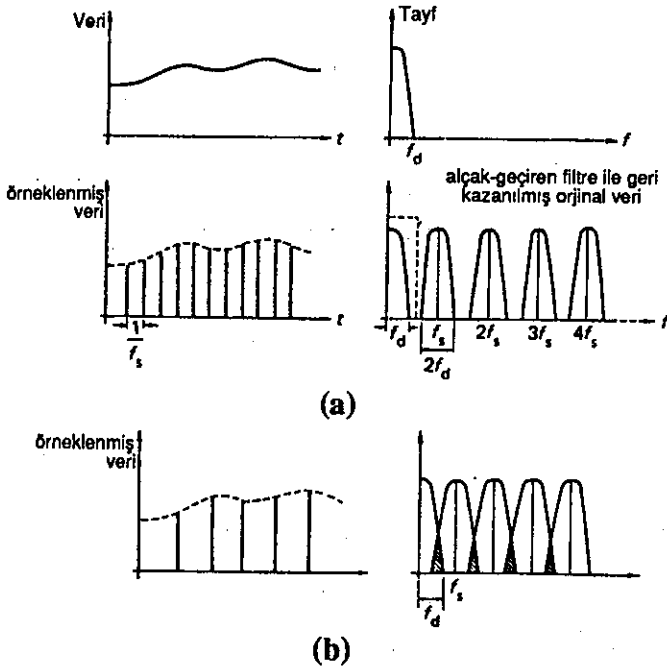 Veri
t
Tayf
f_d
f
örneklenmiş
veri
1
f_s
t
alçak-geçiren filtre ile geri
kazanılmış orjinal veri
f_d
f_s
2f_s
3f_s
4f_s
f
2f_d
(a)
örneklenmiş
veri
f_s
f_d
(b)